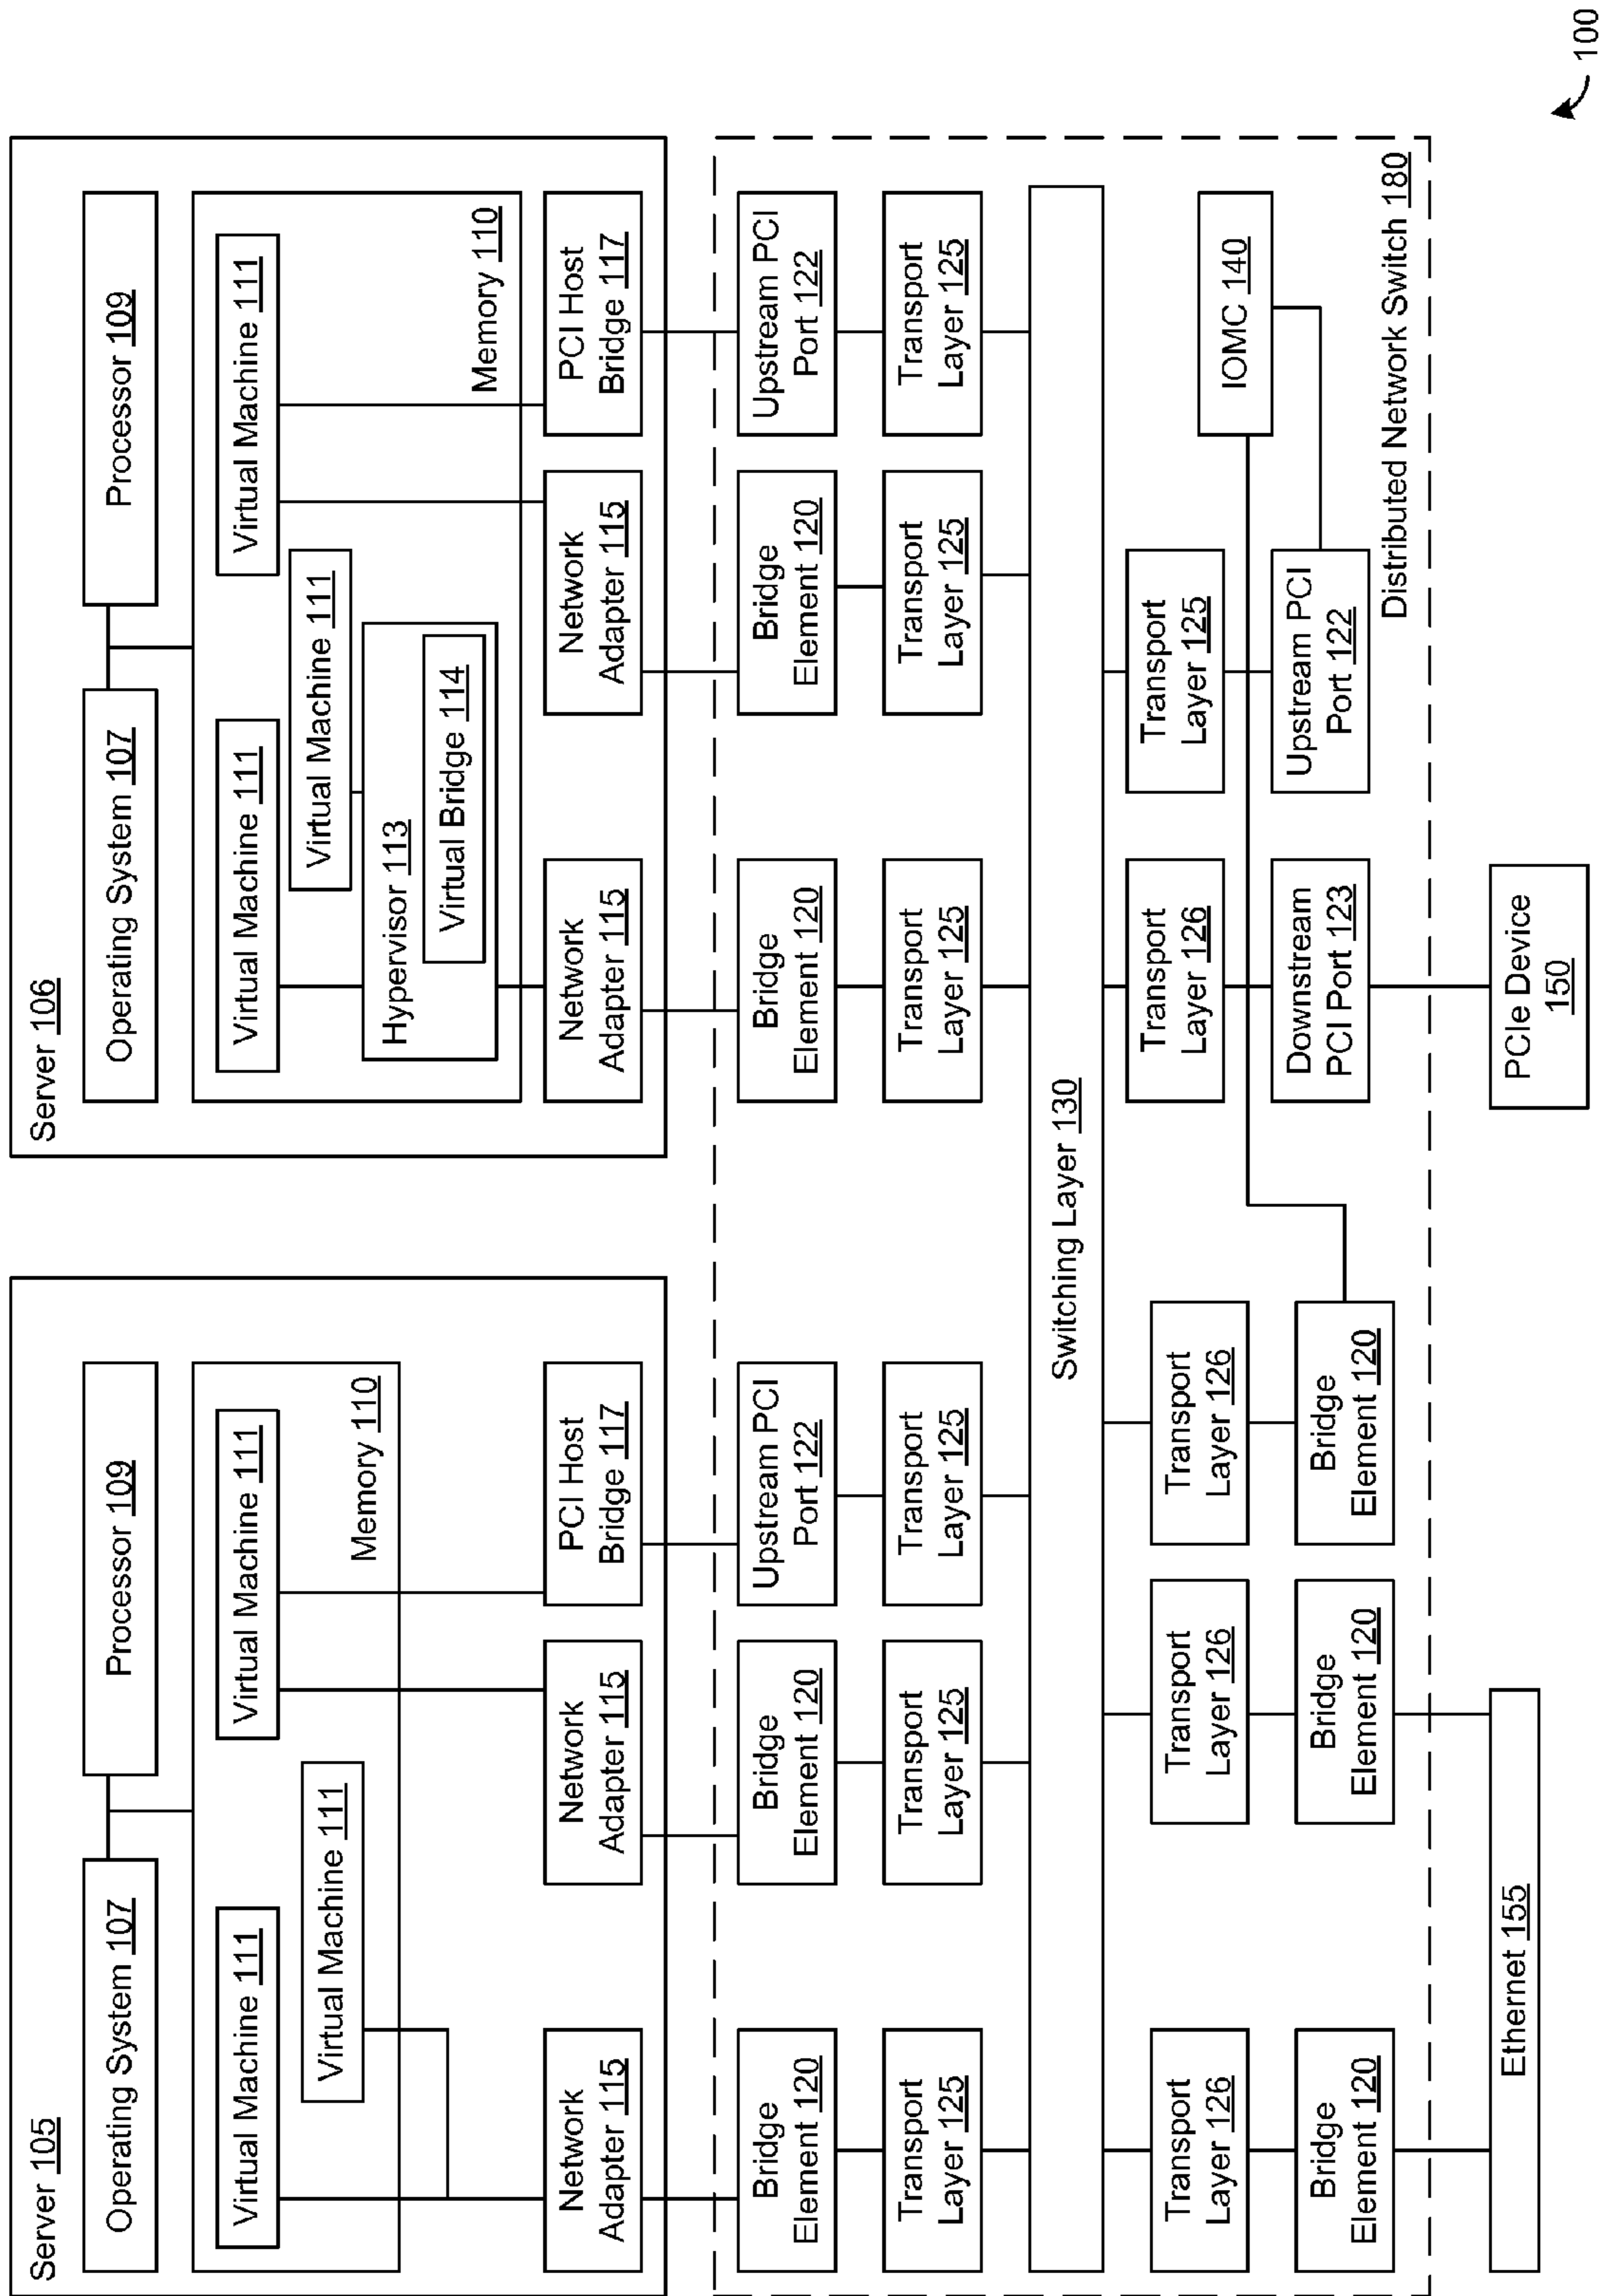 Server 105
Operating System 107
Processor 109
Virtual Machine 111
Virtual Machine 111
Virtual Machine 111
Memory 110
Network
Adapter 115
Network
Adapter 115
PCI Host
Bridge 117
Server 106
Operating System 107
Processor 109
Virtual Machine 111
Virtual Machine 111
Virtual Machine 111
Hypervisor 113
Virtual Bridge 114
Memory 110
Network
Adapter 115
Network
Adapter 115
PCI Host
Bridge 117
Bridge
Element 120
Bridge
Element 120
Upstream PCI
Port 122
Bridge
Element 120
Bridge
Element 120
Upstream PCI
Port 122
Transport
Layer 125
Transport
Layer 125
Transport
Layer 125
Transport
Layer 125
Transport
Layer 125
Transport
Layer 125
Switching Layer 130
Transport
Layer 126
Transport
Layer 126
Transport
Layer 126
Transport
Layer 126
Transport
Layer 125
IOMC 140
Bridge
Element 120
Bridge
Element 120
Bridge
Element 120
Downstream
PCI Port 123
Upstream PCI
Port 122
Distributed Network Switch 180
Ethernet 155
PCIe Device
150
100